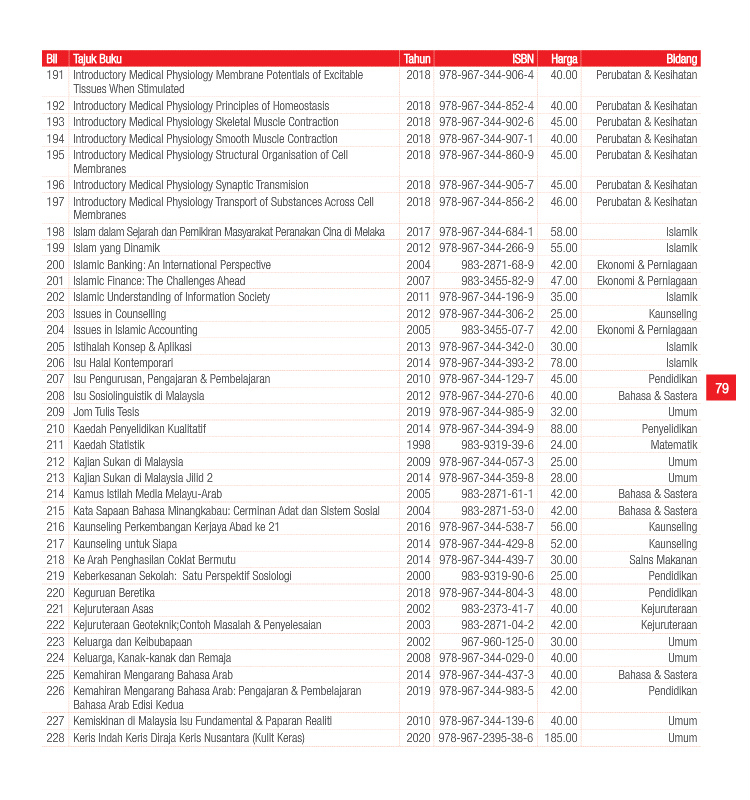 Bil Tajuk Buku Tahun ISBN Harga Bidang
191 Introductory Medical Physiology Membrane Potentials of Excitable 2018 978-967-344-906-4 40.00 Perubatan & Kesihatan
Tissues When Stimulated
192 Introductory Medical Physiology Principles of Homeostasis 2018 978-967-344-852-4 40.00 Perubatan & Kesihatan
193 Introductory Medical Physiology Skeletal Muscle Contraction 2018 978-967-344-902-6 45.00 Perubatan & Kesihatan
194 Introductory Medical Physiology Smooth Muscle Contraction 2018 978-967-344-907-1 40.00 Perubatan & Kesihatan
195 Introductory Medical Physiology Structural Organisation of Cell 2018 978-967-344-860-9 45.00 Perubatan & Kesihatan
Membranes
196 Introductory Medical Physiology Synaptic Transmision 2018 978-967-344-905-7 45.00 Perubatan & Kesihatan
197 Introductory Medical Physiology Transport of Substances Across Cell 2018 978-967-344-856-2 46.00 Perubatan & Kesihatan
Membranes
198 Islam dalam Sejarah dan Pemikiran Masyarakat Peranakan Cina di Melaka 2017 978-967-344-684-1 58.00 Islamik
199 Islam yang Dinamik 2012 978-967-344-266-9 55.00 Islamik
200 Islamic Banking: An International Perspective 2004 983-2871-68-9 42.00 Ekonomi & Perniagaan
201 Islamic Finance: The Challenges Ahead 2007 983-3455-82-9 47.00 Ekonomi & Perniagaan
202 Islamic Understanding of Information Society 2011 978-967-344-196-9 35.00 Islamik
203 Issues in Counselling 2012 978-967-344-306-2 25.00 Kaunseling
204 Issues in Islamic Accounting 2005 983-3455-07-7 42.00 Ekonomi & Perniagaan
205 Istihalah Konsep & Aplikasi 2013 978-967-344-342-0 30.00 Islamik
206 Isu Halal Kontemporari 2014 978-967-344-393-2 78.00 Islamik
207 Isu Pengurusan, Pengajaran & Pembelajaran 2010 978-967-344-129-7 45.00 Pendidikan
208 Isu Sosiolinguistik di Malaysia 2012 978-967-344-270-6 40.00 Bahasa & Sastera
79
209 Jom Tulis Tesis 2019 978-967-344-985-9 32.00 Umum
210 Kaedah Penyelidikan Kualitatif 2014 978-967-344-394-9 88.00 Penyelidikan
211 Kaedah Statistik 1998 983-9319-39-6 24.00 Matematik
212 Kajian Sukan di Malaysia 2009 978-967-344-057-3 25.00 Umum
213 Kajian Sukan di Malaysia Jilid 2 2014 978-967-344-359-8 28.00 Umum
214 Kamus Istilah Media Melayu-Arab 2005 983-2871-61-1 42.00 Bahasa & Sastera
215 Kata Sapaan Bahasa Minangkabau: Cerminan Adat dan Sistem Sosial 2004 983-2871-53-0 42.00 Bahasa & Sastera
216 Kaunseling Perkembangan Kerjaya Abad ke 21 2016 978-967-344-538-7 56.00 Kaunseling
217 Kaunseling untuk Siapa 2014 978-967-344-429-8 52.00 Kaunseling
218 Ke Arah Penghasilan Coklat Bermutu 2014 978-967-344-439-7 30.00 Sains Makanan
219 Keberkesanan Sekolah: Satu Perspektif Sosiologi 2000 983-9319-90-6 25.00 Pendidikan
220 Keguruan Beretika 2018 978-967-344-804-3 48.00 Pendidikan
221 Kejuruteraan Asas 2002 983-2373-41-7 40.00 Kejuruteraan
222 Kejuruteraan Geoteknik;Contoh Masalah & Penyelesaian 2003 983-2871-04-2 42.00 Kejuruteraan
223 Keluarga dan Keibubapaan 2002 967-960-125-0 30.00 Umum
224 Keluarga, Kanak-kanak dan Remaja 2008 978-967-344-029-0 40.00 Umum
225 Kemahiran Mengarang Bahasa Arab 2014 978-967-344-437-3 40.00 Bahasa & Sastera
226 Kemahiran Mengarang Bahasa Arab: Pengajaran & Pembelajaran 2019 978-967-344-983-5 42.00 Pendidikan
Bahasa Arab Edisi Kedua
227 Kemiskinan di Malaysia Isu Fundamental & Paparan Realiti 2010 978-967-344-139-6 40.00 Umum
228 Keris Indah Keris Diraja Keris Nusantara (Kulit Keras) 2020 978-967-2395-38-6 185.00 Umum